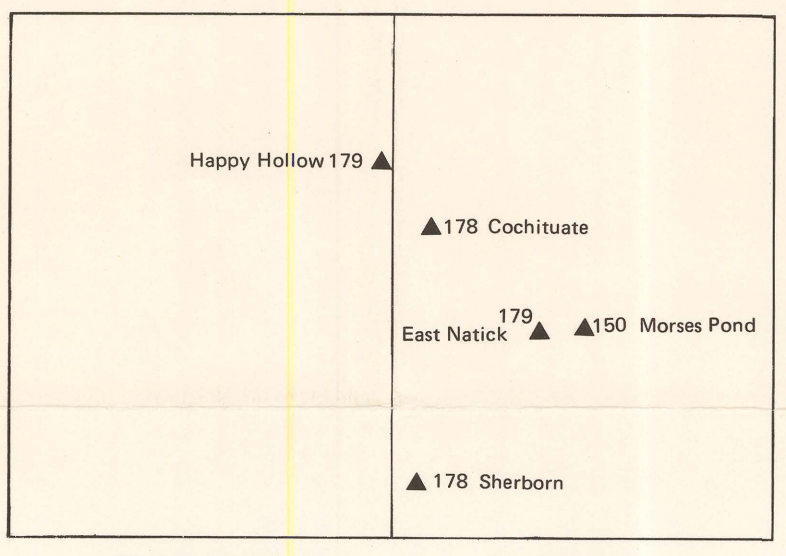 Happy Hollow 179
178 Cochituate
179
East Natick
150 Morses Pond
178 Sherborn